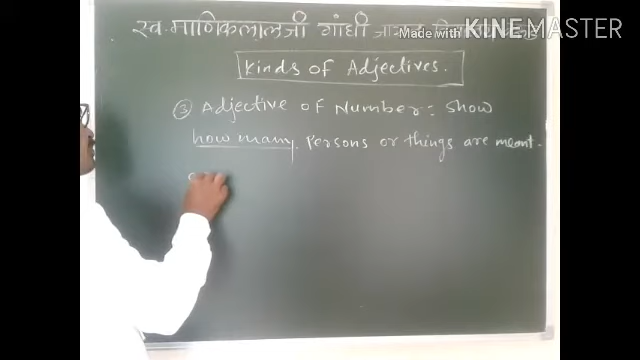 स्व. माणिकलालजी गांधी
Made with KINEMASTER
Kinds of Adjectives.
③ Adjective of Number: Show
how many, Persons or things are meant.